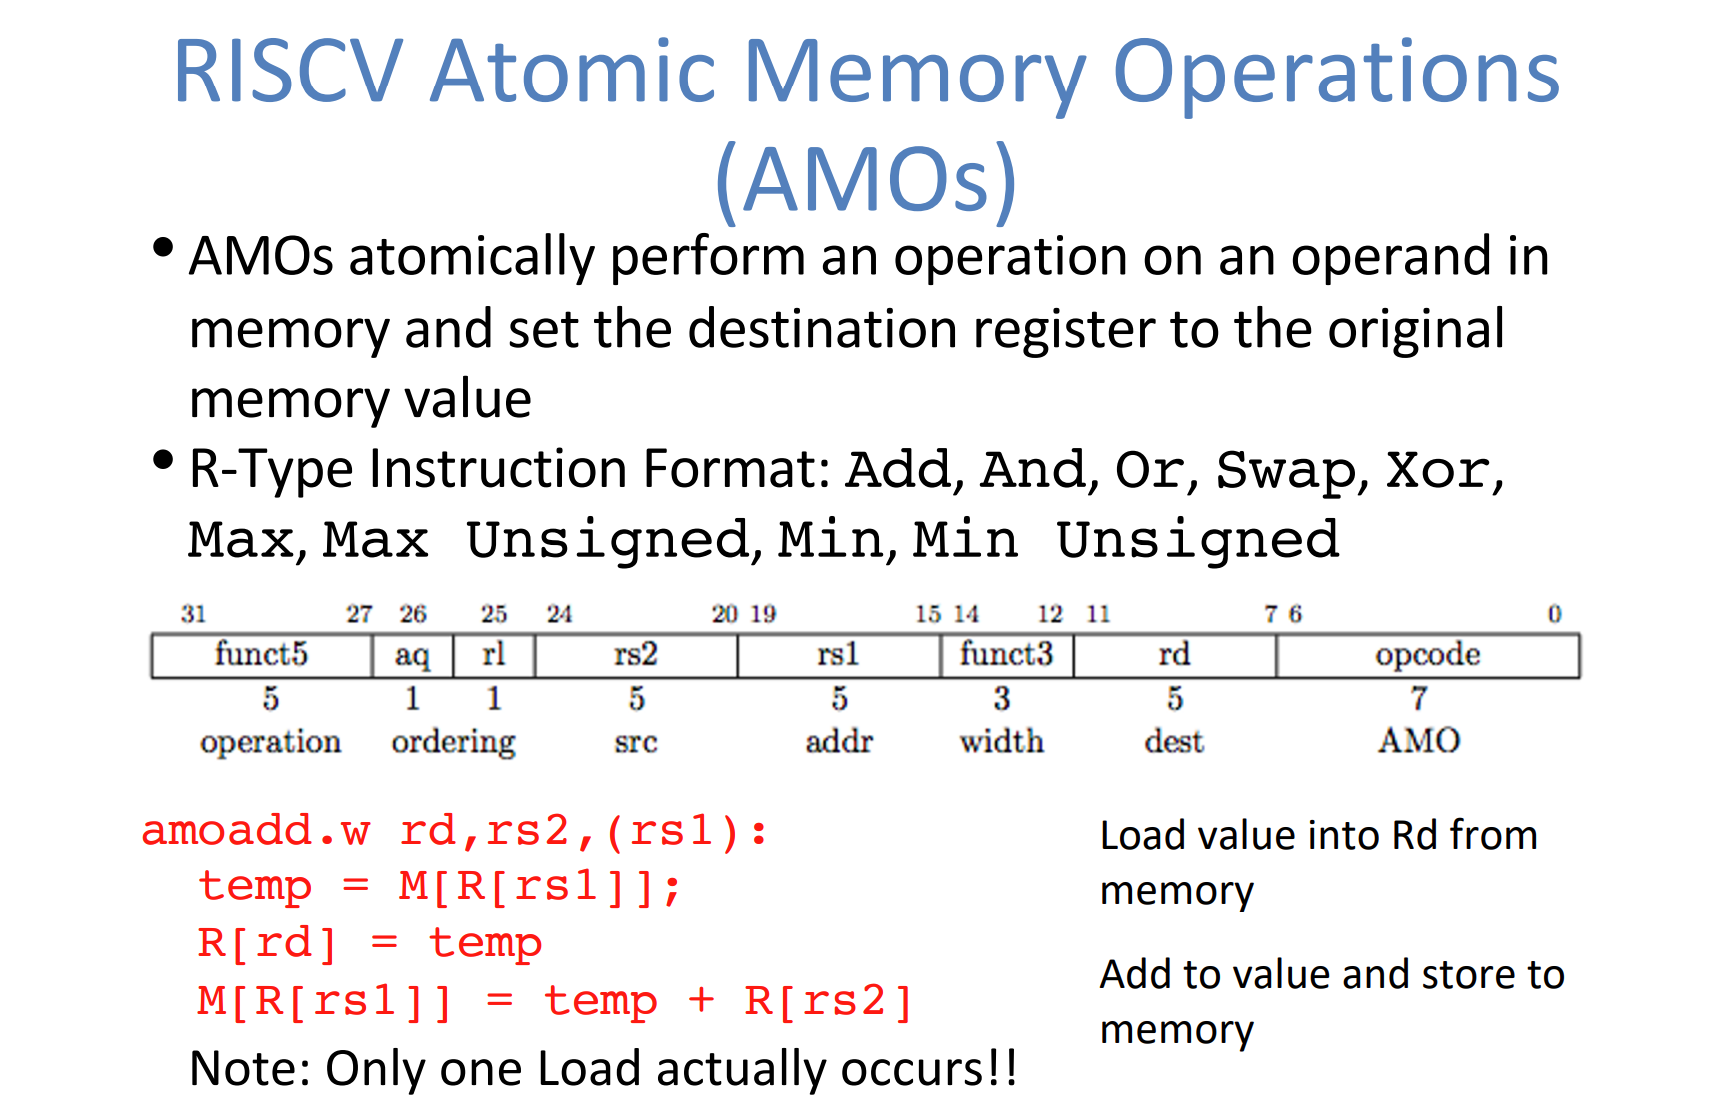 RISCV Atomic Memory Operations
(AMOs)
• AMOs atomically perform an operation on an operand in
memory and set the destination register to the original
memory value
• R-Type Instruction Format: Add, And, Or, Swap, Xor,
Max, Max Unsigned, Min, Min Unsigned
31 27 26 25 24 20 19 15 14 12 11 7 6 0
funct5 aq rl rs2 rs1 funct3 rd opcode
5 1 1 5 5 3 5 7
operation ordering src addr width dest AMO
amoadd.w rd,rs2,(rs1):
temp = M[R[rs1]];
R[rd] = temp
M[R[rs1]] = temp + R[rs2]
Note: Only one Load actually occurs!!
Load value into Rd from
memory
Add to value and store to
memory